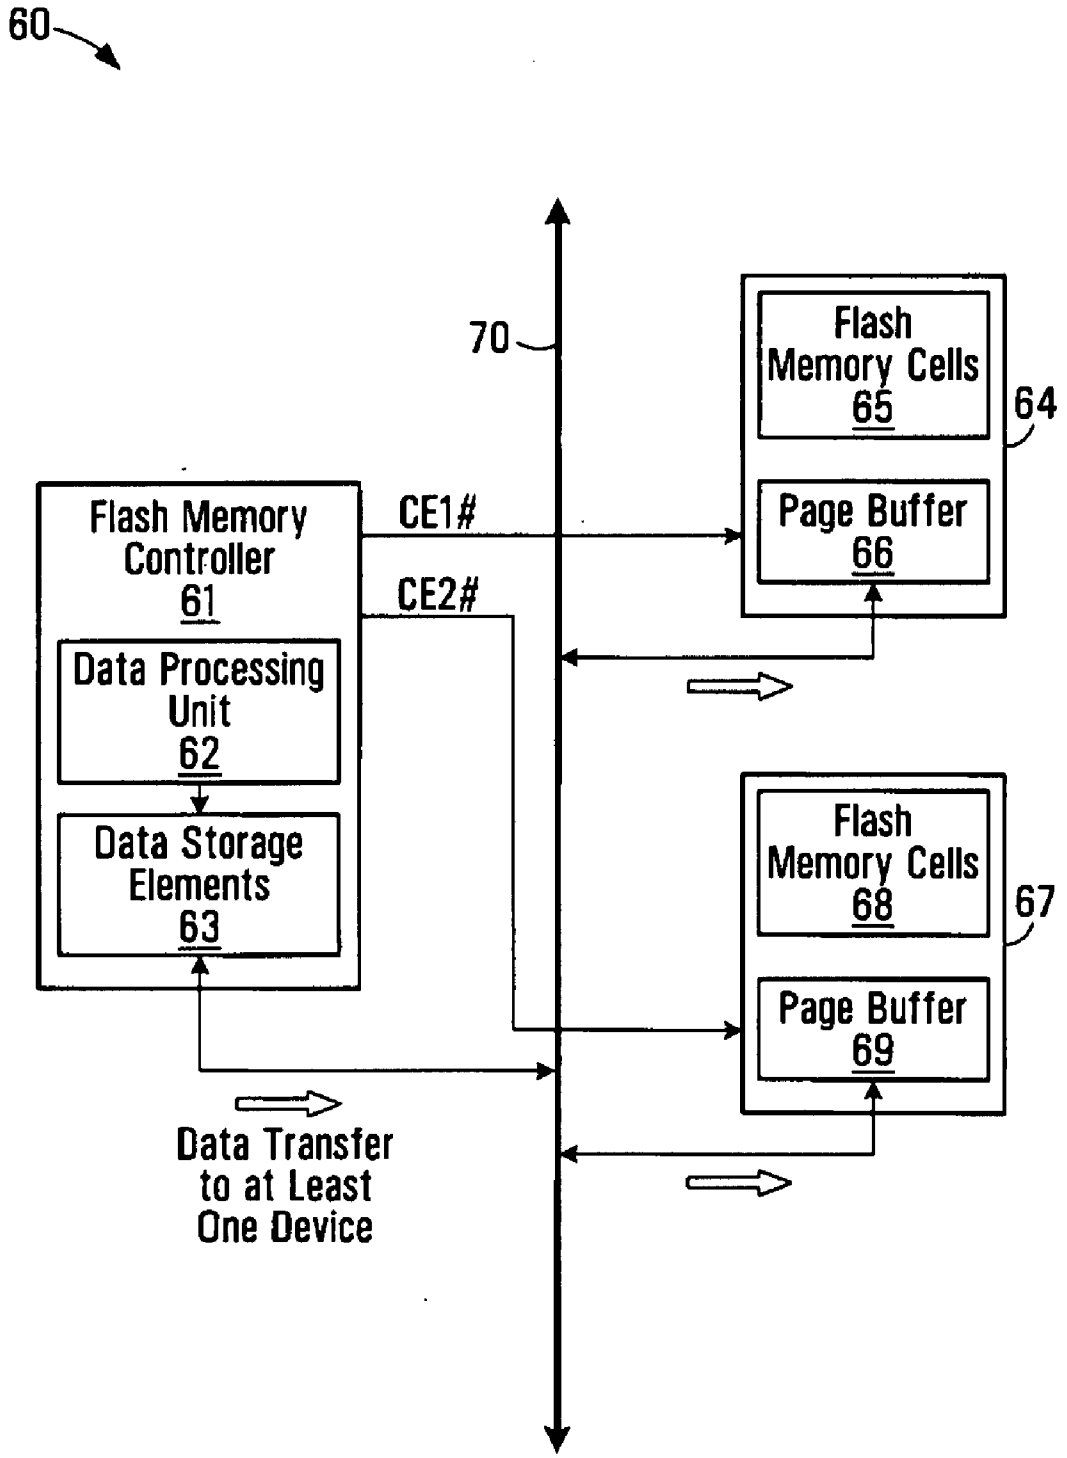 60
70
Flash
Memory Cells
65
64
Page Buffer
66
CE1#
CE2#
Flash Memory
Controller
61
Data Processing
Unit
62
Data Storage
Elements
63
Flash
Memory Cells
68
67
Page Buffer
69
Data Transfer
to at Least
One Device